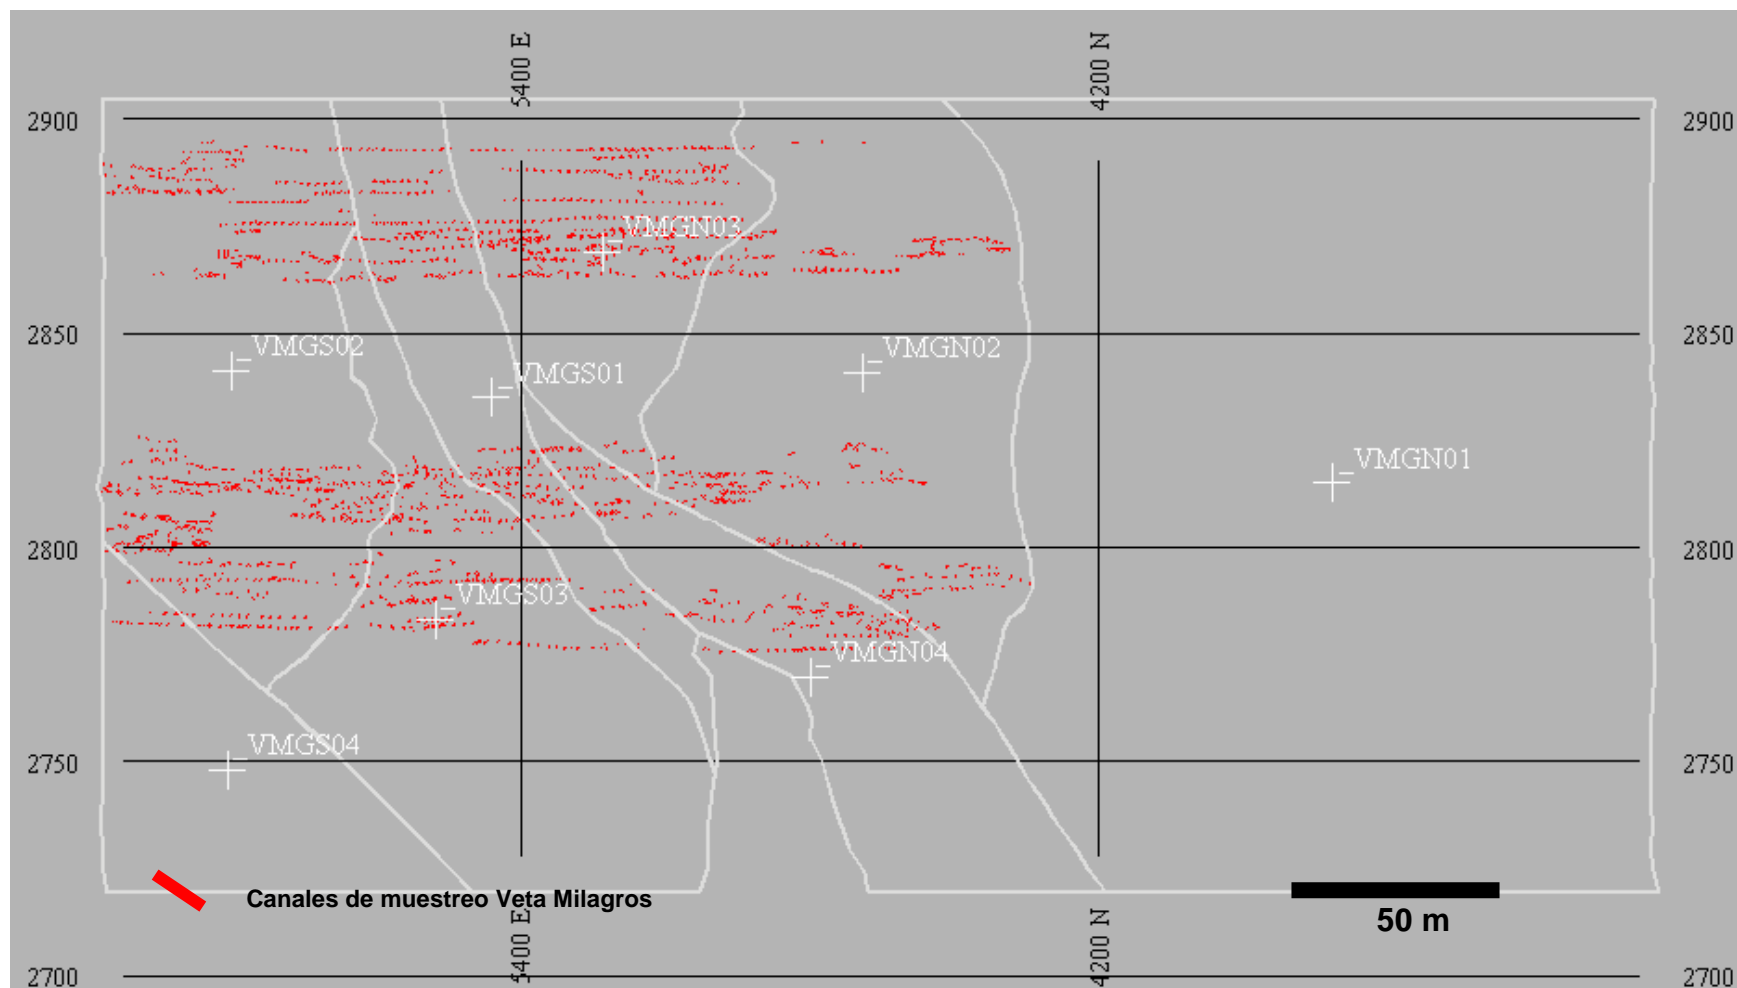 5400 E
4200 N
2900
2900
VMGN03
2850
2850
VMGS02
VMGN02
VMGS01
VMGN01
2800
2800
VMGS03
VMGN04
VMGS04
2750
2750
Canales de muestreo Veta Milagros
50 m
5400 E
4200 N
2700
2700